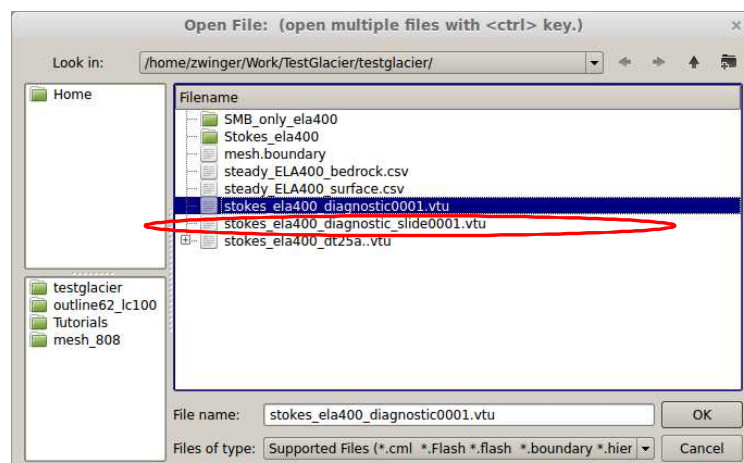 Open File:  (open multiple files with <ctrl> key.)
Look in: /home/zwinger/Work/TestGlacier/testglacier/
Home
Filename
SMB_only_ela400
Stokes_ela400
mesh.boundary
steady_ELA400_bedrock.csv
steady_ELA400_surface.csv
stokes_ela400_diagnostic0001.vtu
stokes_ela400_diagnostic_slide0001.vtu
stokes_ela400_dt25a..vtu
testglacier
outline62_lc100
Tutorials
mesh_808
File name: stokes_ela400_diagnostic0001.vtu OK
Files of type: Supported Files (*.cml *.Flash *.flash *.boundary *.hier Cancel